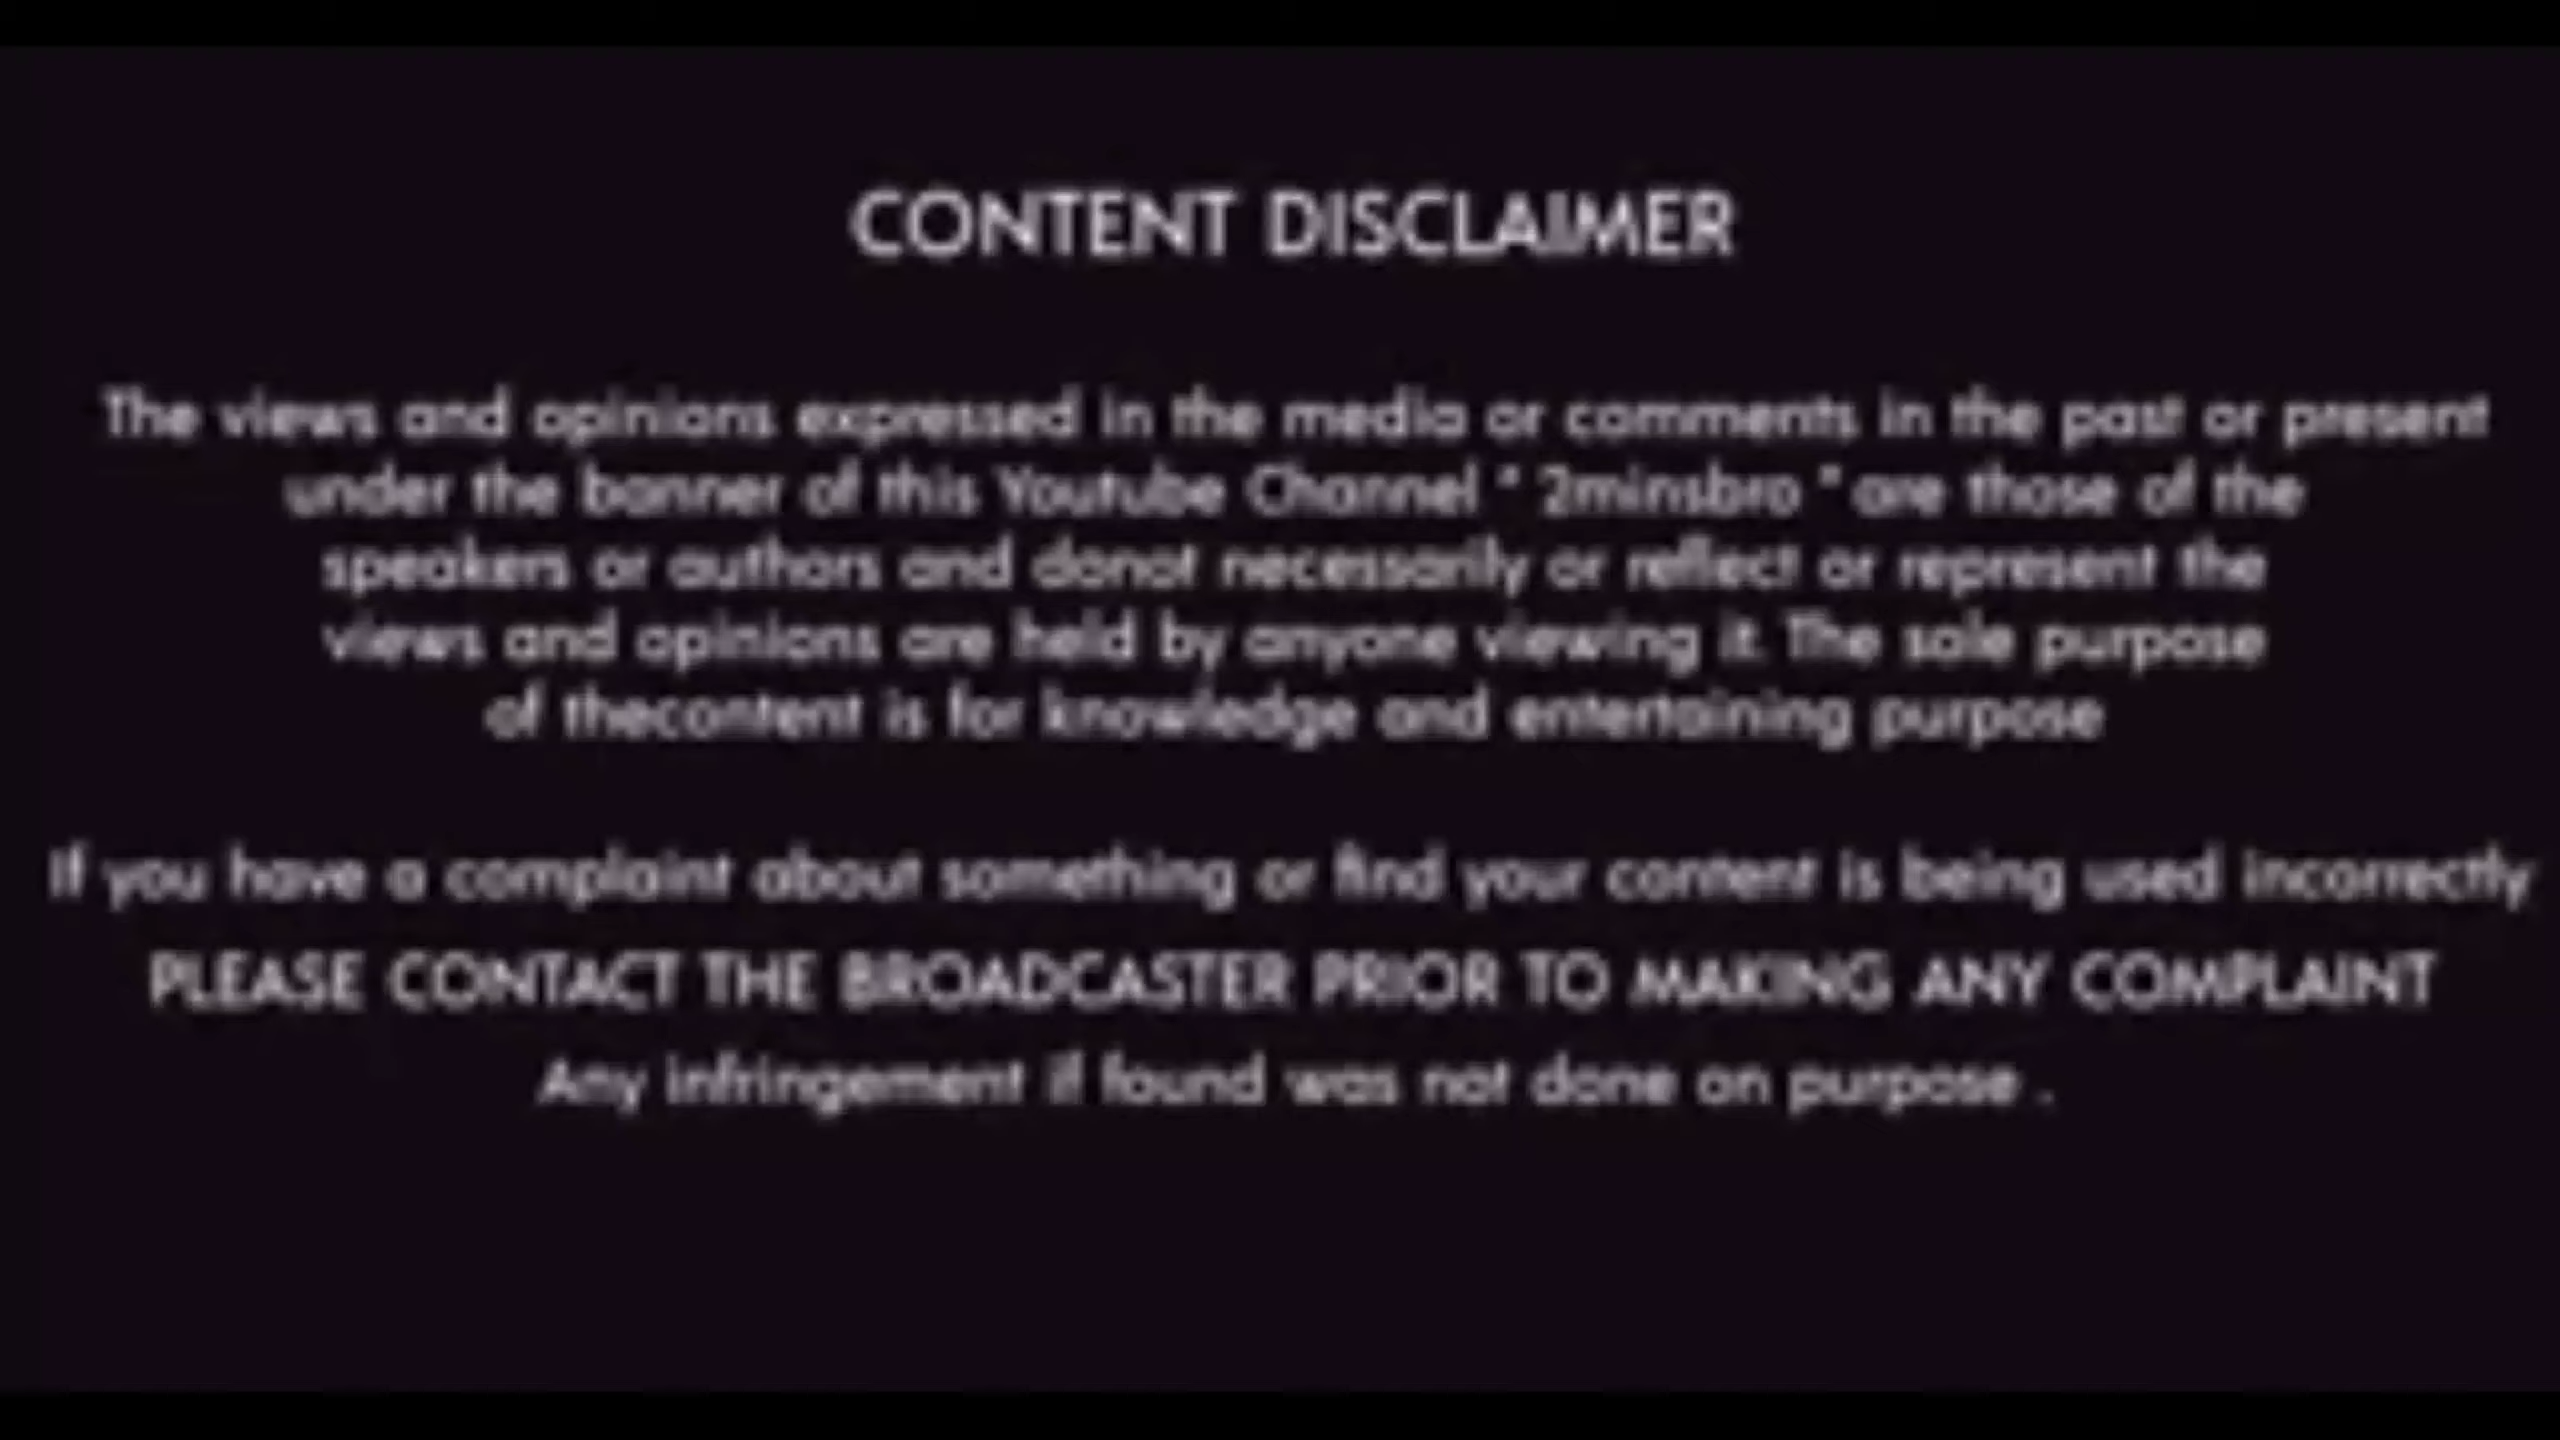 CONTENT DISCLAIMER
The views and opinions expressed in the media or comments in the past or present
under the banner of this Youtube Channel " 2minsbro " are those of the
speakers or authors and donot necessarily or reflect or represent the
views and opinions are held by anyone viewing it. The sole purpose
of thecontent is for knowledge and entertaining purpose
If you have a complaint about something or find your content is being used incorrectly
PLEASE CONTACT THE BROADCASTER PRIOR TO MAKING ANY COMPLAINT
Any infringement if found was not done on purpose .